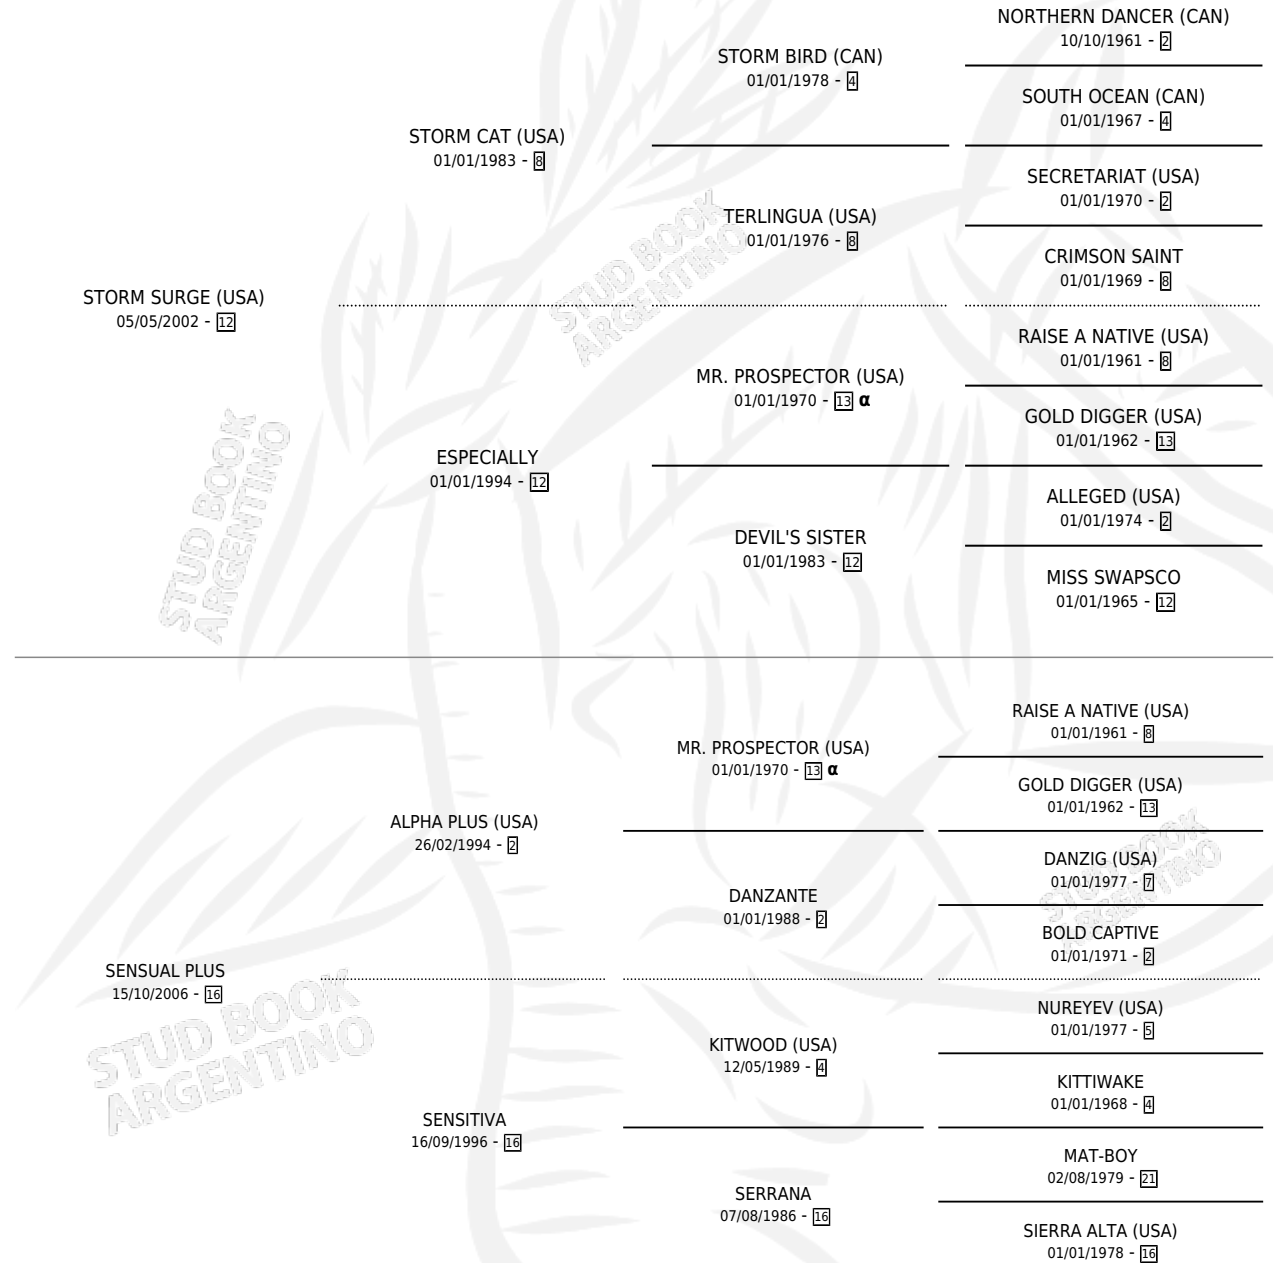 NORTHERN DANCER (CAN)
10/10/1961 - 2
STORM BIRD (CAN)
01/01/1978 - 4
SOUTH OCEAN (CAN)
01/01/1967 - 4
STORM CAT (USA)
01/01/1983 - 8
SECRETARIAT (USA)
01/01/1970 - 2
TERLINGUA (USA)
01/01/1976 - 8
CRIMSON SAINT
01/01/1969 - 8
STORM SURGE (USA)
05/05/2002 - 12
RAISE A NATIVE (USA)
01/01/1961 - 8
MR. PROSPECTOR (USA)
01/01/1970 - 13 α
GOLD DIGGER (USA)
01/01/1962 - 13
ESPECIALLY
01/01/1994 - 12
ALLEGED (USA)
01/01/1974 - 2
DEVIL'S SISTER
01/01/1983 - 12
MISS SWAPSCO
01/01/1965 - 12
RAISE A NATIVE (USA)
01/01/1961 - 8
MR. PROSPECTOR (USA)
01/01/1970 - 13 α
GOLD DIGGER (USA)
01/01/1962 - 13
ALPHA PLUS (USA)
26/02/1994 - 2
DANZIG (USA)
01/01/1977 - 7
DANZANTE
01/01/1988 - 2
BOLD CAPTIVE
01/01/1971 - 2
SENSUAL PLUS
15/10/2006 - 16
NUREYEV (USA)
01/01/1977 - 5
KITWOOD (USA)
12/05/1989 - 4
KITTIWAKE
01/01/1968 - 4
SENSITIVA
16/09/1996 - 16
MAT-BOY
02/08/1979 - 21
SERRANA
07/08/1986 - 16
SIERRA ALTA (USA)
01/01/1978 - 16
STUD BOOK
ARGENTINO
STUD BOOK
ARGENTINO
STUD BOOK
ARGENTINO
STUD BOOK
ARGENTINO